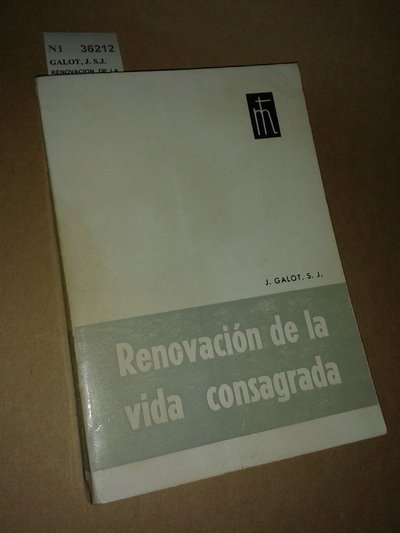 N1 36212
GALOT, J. S.J.
RENOVACION DE LA
J. GALOT, S. J.
Renovación de la
vida consagrada